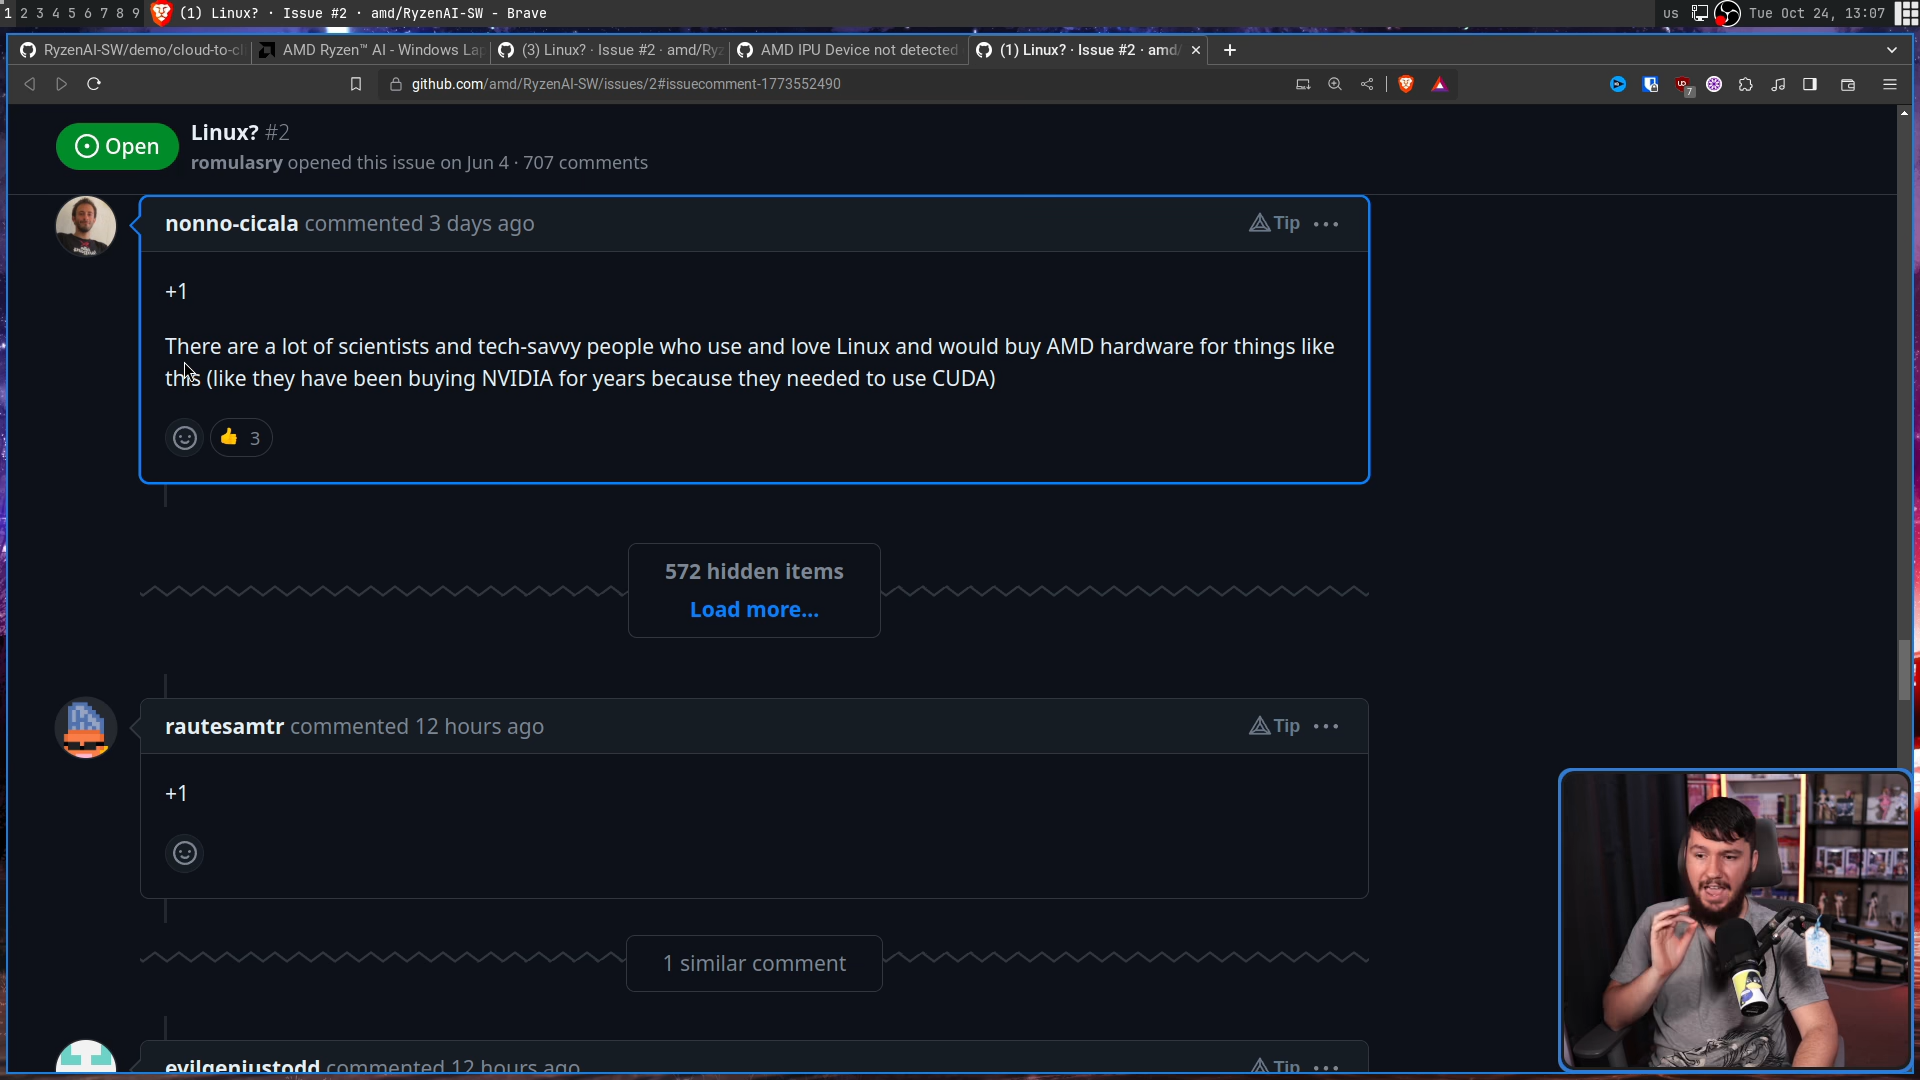 1 2 3 4 5 6 7 8 9 (1) Linux? · Issue #2 · amd/RyzenAI-SW - Brave
us Tue Oct 24, 13:07
RyzenAI-SW/demo/cloud-to-cl
AMD Ryzen™ AI - Windows Lap
(3) Linux? · Issue #2 · amd/Ryz
AMD IPU Device not detected
(1) Linux? · Issue #2 · amd/
github.com/amd/RyzenAI-SW/issues/2#issuecomment-1773552490
7
Open
Linux? #2
romulasry opened this issue on Jun 4 · 707 comments
nonno-cicala commented 3 days ago
Tip
+1
There are a lot of scientists and tech-savvy people who use and love Linux and would buy AMD hardware for things like
this (like they have been buying NVIDIA for years because they needed to use CUDA)
👍 3
572 hidden items
Load more...
rautesamtr commented 12 hours ago
Tip
+1
1 similar comment
evilgeniustodd commented 12 hours ago
Tip